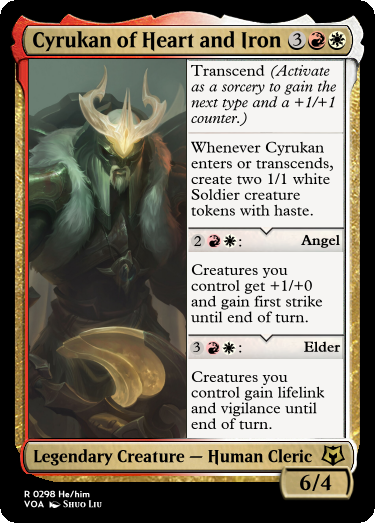 Cyrukan of Heart and Iron 3
Transcend (Activate
as a sorcery to gain the
next type and a +1/+1
counter.)
Whenever Cyrukan
enters or transcends,
create two 1/1 white
Soldier creature
tokens with haste.
2 : Angel
Creatures you
control get +1/+0
and gain first strike
until end of turn.
3 : Elder
Creatures you
control gain lifelink
and vigilance until
end of turn.
Legendary Creature — Human Cleric
6/4
R 0298 He/him
VOA Shuo Liu